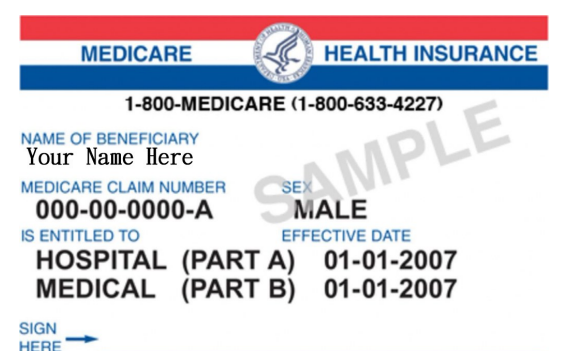 MEDICARE HEALTH INSURANCE
1-800-MEDICARE (1-800-633-4227)
SAMPLE
NAME OF BENEFICIARY
Your Name Here
MEDICARE CLAIM NUMBER SEX
000-00-0000-A MALE
IS ENTITLED TO EFFECTIVE DATE
HOSPITAL (PART A) 01-01-2007
MEDICAL (PART B) 01-01-2007
SIGN
HERE